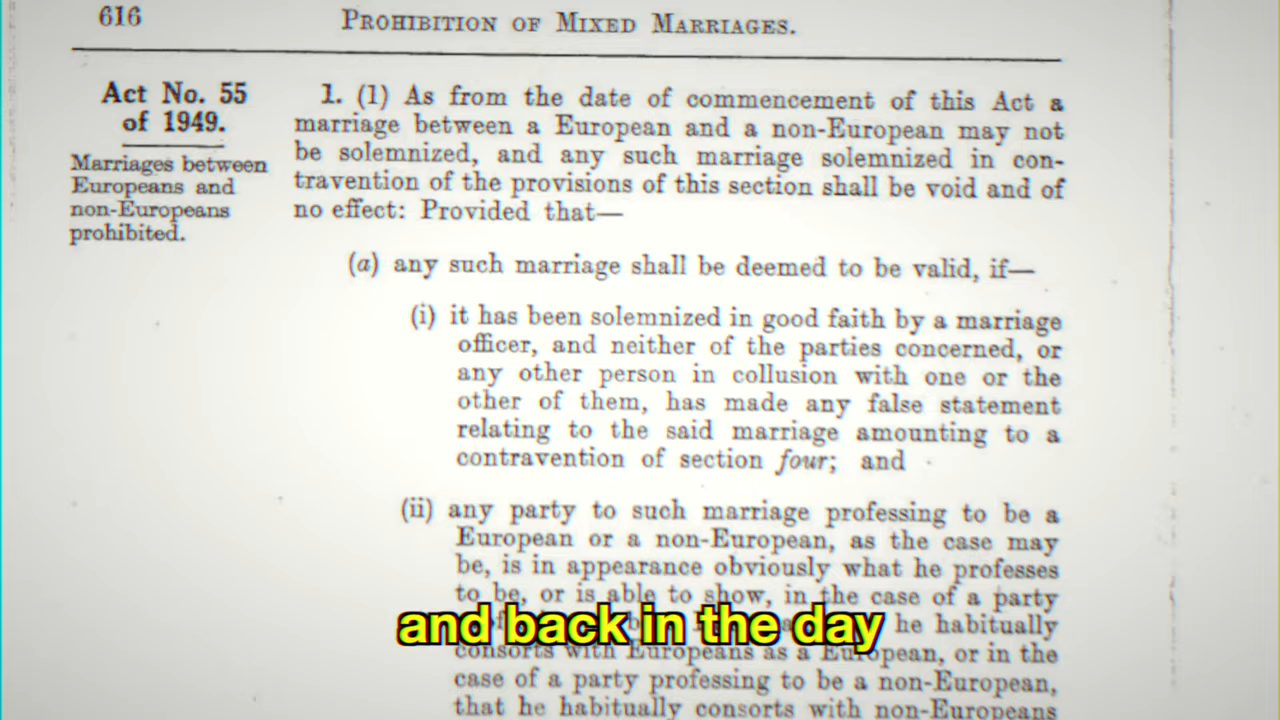 616
PROHIBITION OF MIXED MARRIAGES.
Act No. 55
of 1949.
Marriages between
Europeans and
non-Europeans
prohibited.
1. (1) As from the date of commencement of this Act a
marriage between a European and a non-European may not
be solemnized, and any such marriage solemnized in con-
travention of the provisions of this section shall be void and of
no effect: Provided that—
(a) any such marriage shall be deemed to be valid, if—
(i) it has been solemnized in good faith by a marriage
officer, and neither of the parties concerned, or
any other person in collusion with one or the
other of them, has made any false statement
relating to the said marriage amounting to a
contravention of section four; and
(ii) any party to such marriage professing to be a
European or a non-European, as the case may
be, is in appearance obviously what he professes
to be, or is able to show, in the case of a party
he habitually
and back in the day
consorts with Europeans as a European, or in the
case of a party professing to be a non-European,
that he habitually consorts with non-Europeans